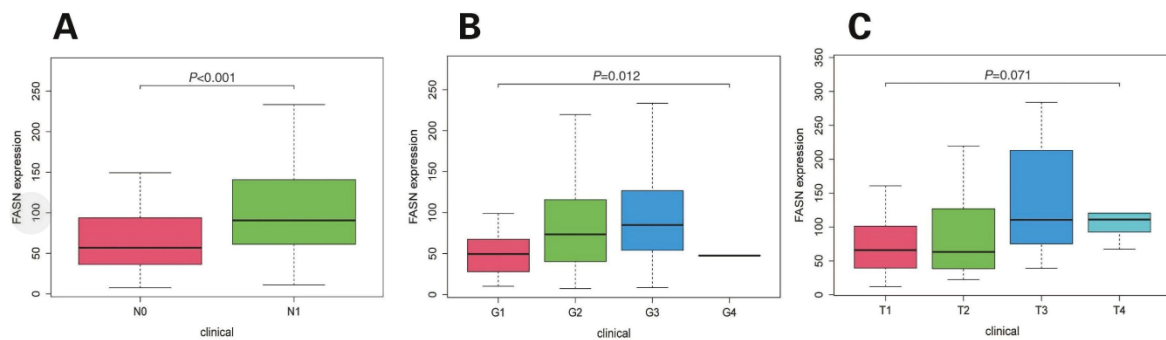 A
P<0.001
FASN expression
250
200
150
100
50
0
N0 N1
clinical
B
P=0.012
FASN expression
250
200
150
100
50
0
G1 G2 G3 G4
clinical
C
P=0.071
FASN expression
350
300
250
200
150
100
50
0
T1 T2 T3 T4
clinical